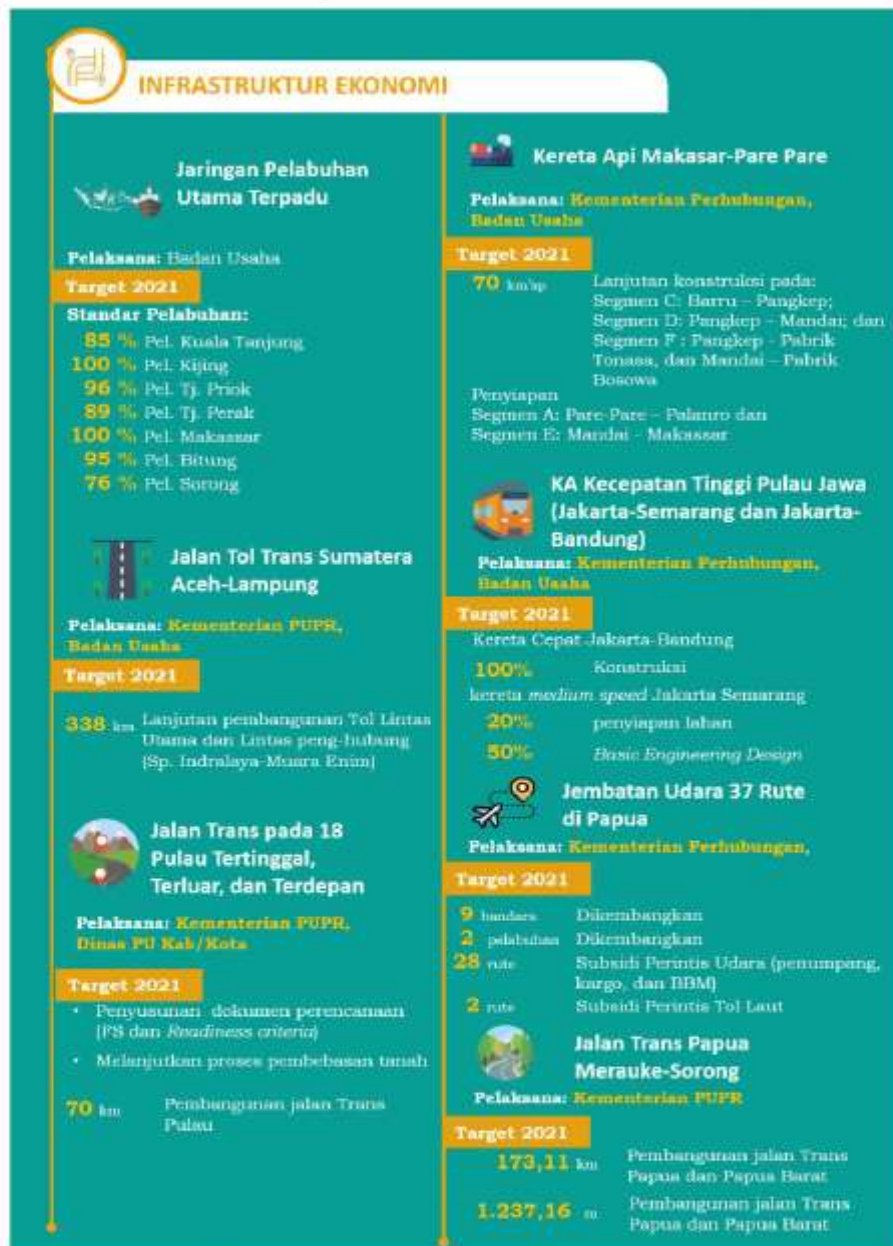 INFRASTRUKTUR EKONOMI
Jaringan Pelabuhan
Utama Terpadu
Pelaksana: Badan Usaha
Target 2021
Standar Pelabuhan:
85 % Pel. Kuala Tanjung
100 % Pel. Kijing
96 % Pel. Tj. Priok
89 % Pel. Tj. Perak
100 % Pel. Makassar
95 % Pel. Bitung
76 % Pel. Sorong
Jalan Tol Trans Sumatera
Aceh-Lampung
Pelaksana: Kementerian PUPR,
Badan Usaha
Target 2021
338 km Lanjutan pembangunan Tol Lintas
Utama dan Lintas peng-hubung
(Sp. Indralaya-Muara Enim)
Jalan Trans pada 18
Pulau Tertinggal,
Terluar, dan Terdepan
Pelaksana: Kementerian PUPR,
Dinas PU Kab/Kota
Target 2021
• Penyusunan dokumen perencanaan
(FS dan Readiness criteria)
• Melanjutkan proses pembebasan tanah
70 km Pembangunan jalan Trans
Pulau
Kereta Api Makasar-Pare Pare
Pelaksana: Kementerian Perhubungan,
Badan Usaha
Target 2021
70 km'sp Lanjutan konstruksi pada:
Segmen C: Barru – Pangkep;
Segmen D: Pangkep – Mandai; dan
Segmen F : Pangkep - Pabrik
Tonasa, dan Mandai – Pabrik
Bosowa
Penyiapan
Segmen A: Pare-Pare – Palanro dan
Segmen E: Mandai - Makassar
KA Kecepatan Tinggi Pulau Jawa
(Jakarta-Semarang dan Jakarta-
Bandung)
Pelaksana: Kementerian Perhubungan,
Badan Usaha
Target 2021
Kereta Cepat Jakarta-Bandung
100% Konstruksi
kereta medium speed Jakarta Semarang
20% penyiapan lahan
50% Basic Engineering Design
Jembatan Udara 37 Rute
di Papua
Pelaksana: Kementerian Perhubungan,
Target 2021
9 bandara Dikembangkan
2 pelabuhan Dikembangkan
28 rute Subsidi Perintis Udara (penumpang,
kargo, dan BBM)
2 rute Subsidi Perintis Tol Laut
Jalan Trans Papua
Merauke-Sorong
Pelaksana: Kementerian PUPR
Target 2021
173,11 km Pembangunan jalan Trans
Papua dan Papua Barat
1.237,16 m Pembangunan jalan Trans
Papua dan Papua Barat